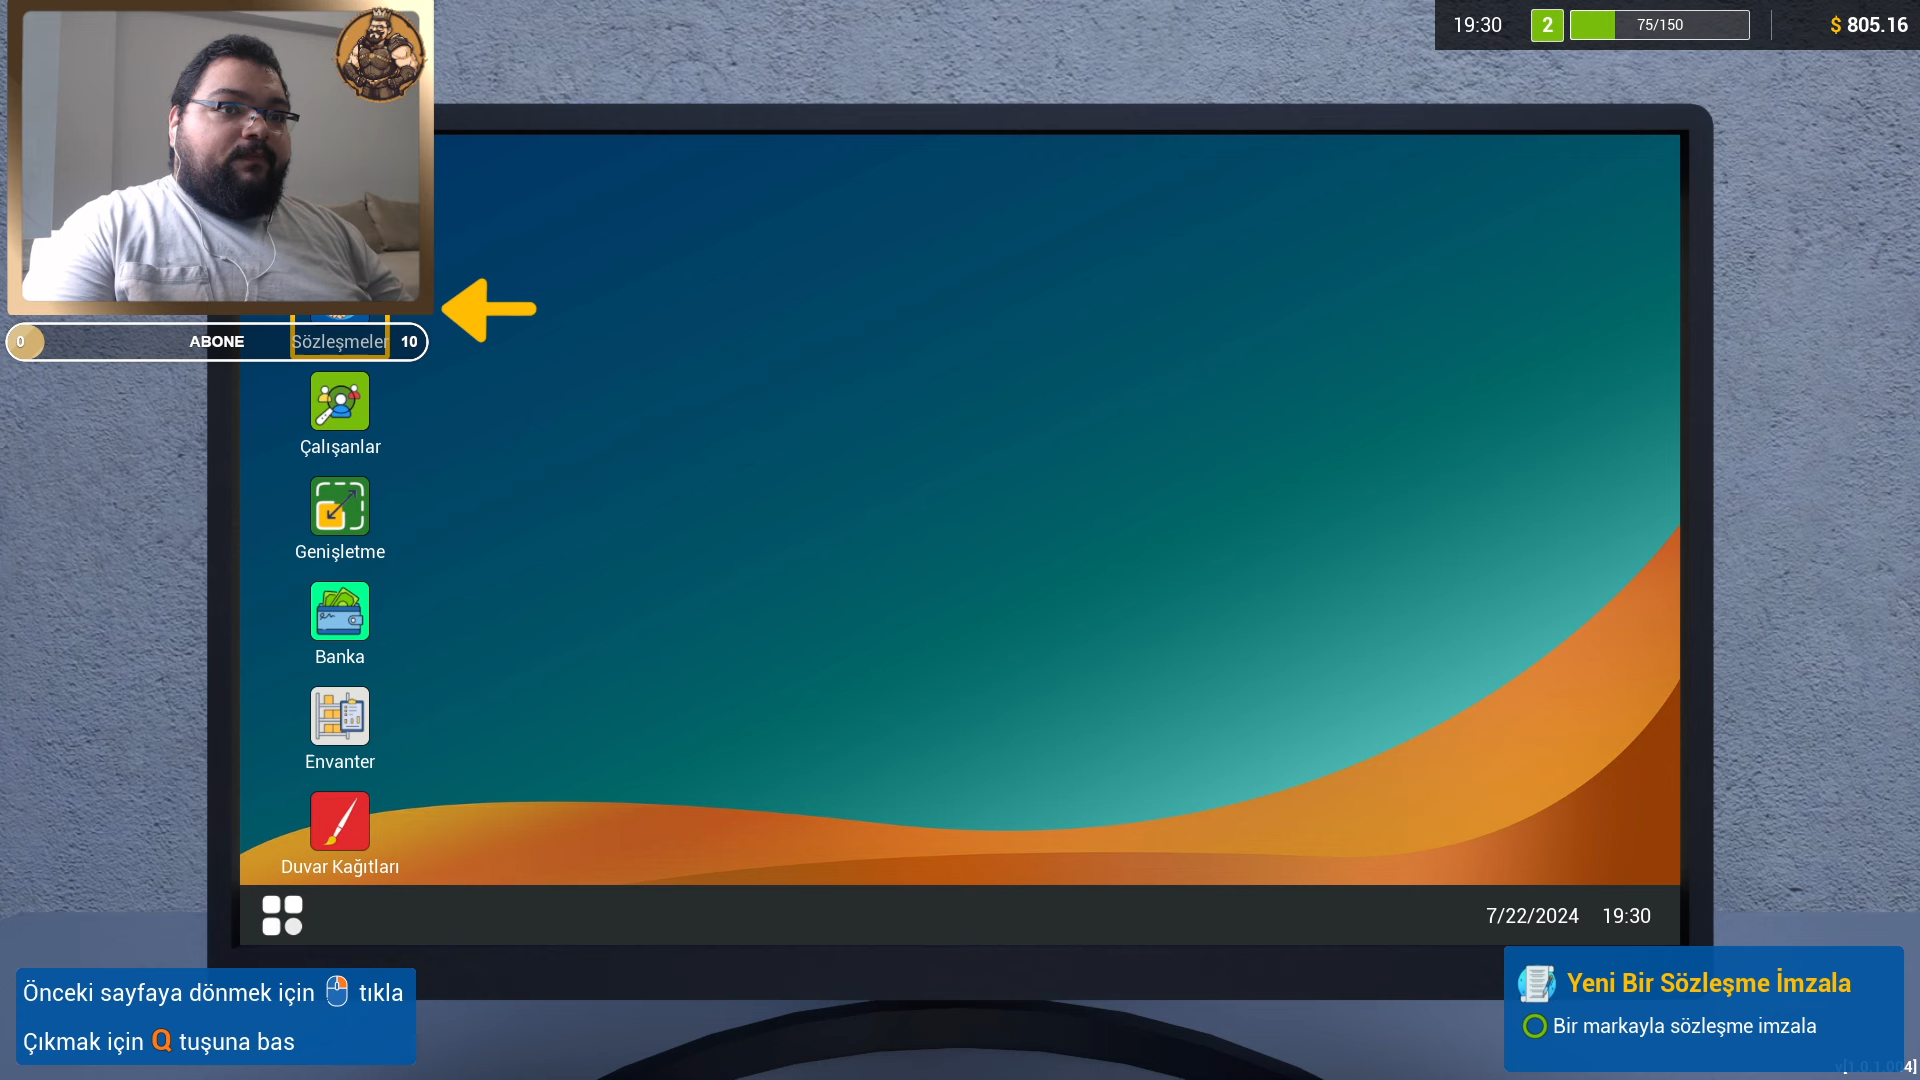 19:30
2
75/150
$ 805.16
0
ABONE
Sözleşmeler
10
Çalışanlar
Genişletme
Banka
Envanter
Duvar Kağıtları
7/22/2024
19:30
Önceki sayfaya dönmek için tıkla
Çıkmak için Q tuşuna bas
Yeni Bir Sözleşme İmzala
Bir markayla sözleşme imzala